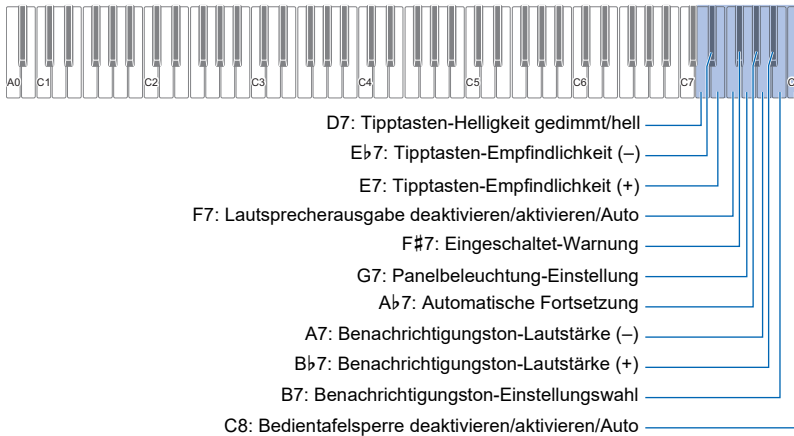 A0 C1 C2 C3 C4 C5 C6 C7 C
D7: Tipptasten-Helligkeit gedimmt/hell
E♭7: Tipptasten-Empfindlichkeit (–)
E7: Tipptasten-Empfindlichkeit (+)
F7: Lautsprecherausgabe deaktivieren/aktivieren/Auto
F♯7: Eingeschaltet-Warnung
G7: Panelbeleuchtung-Einstellung
A♭7: Automatische Fortsetzung
A7: Benachrichtigungston-Lautstärke (–)
B♭7: Benachrichtigungston-Lautstärke (+)
B7: Benachrichtigungston-Einstellungswahl
C8: Bedientafelsperre deaktivieren/aktivieren/Auto